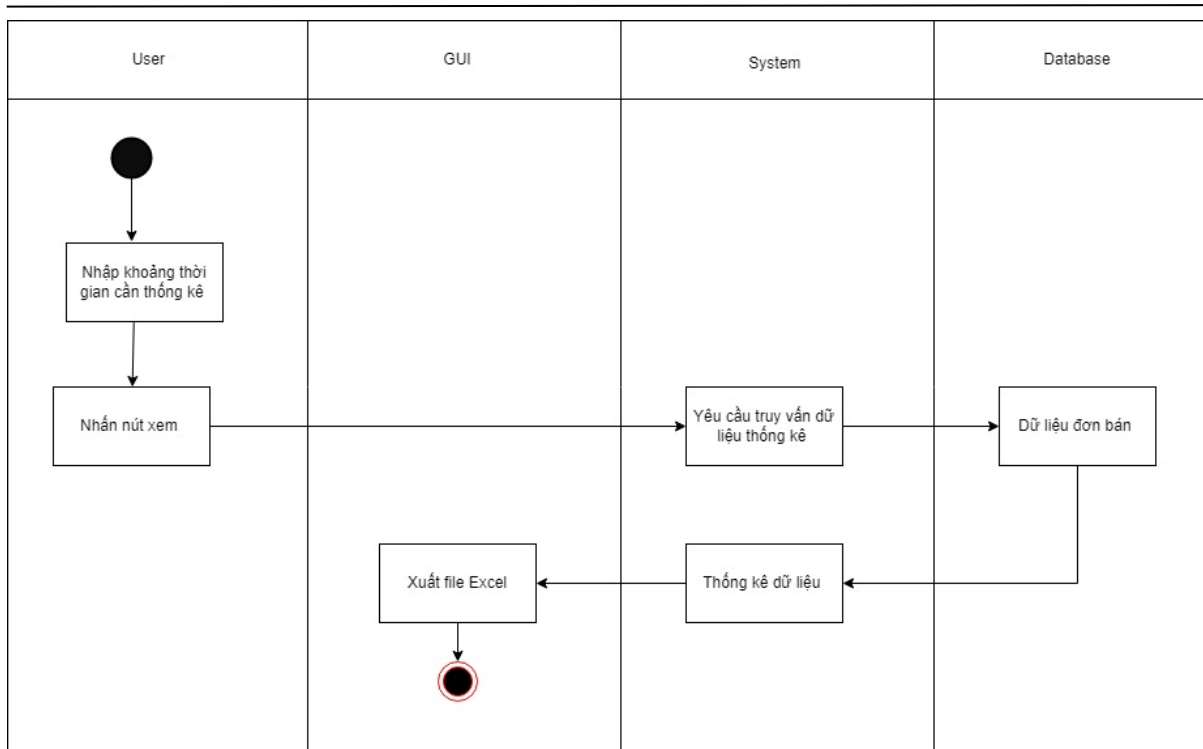 User
GUI
System
Database
Nhập khoảng thời
gian cần thống kê
Nhấn nút xem
Yêu cầu truy vấn dữ
liệu thống kê
Dữ liệu đơn bán
Xuất file Excel
Thống kê dữ liệu